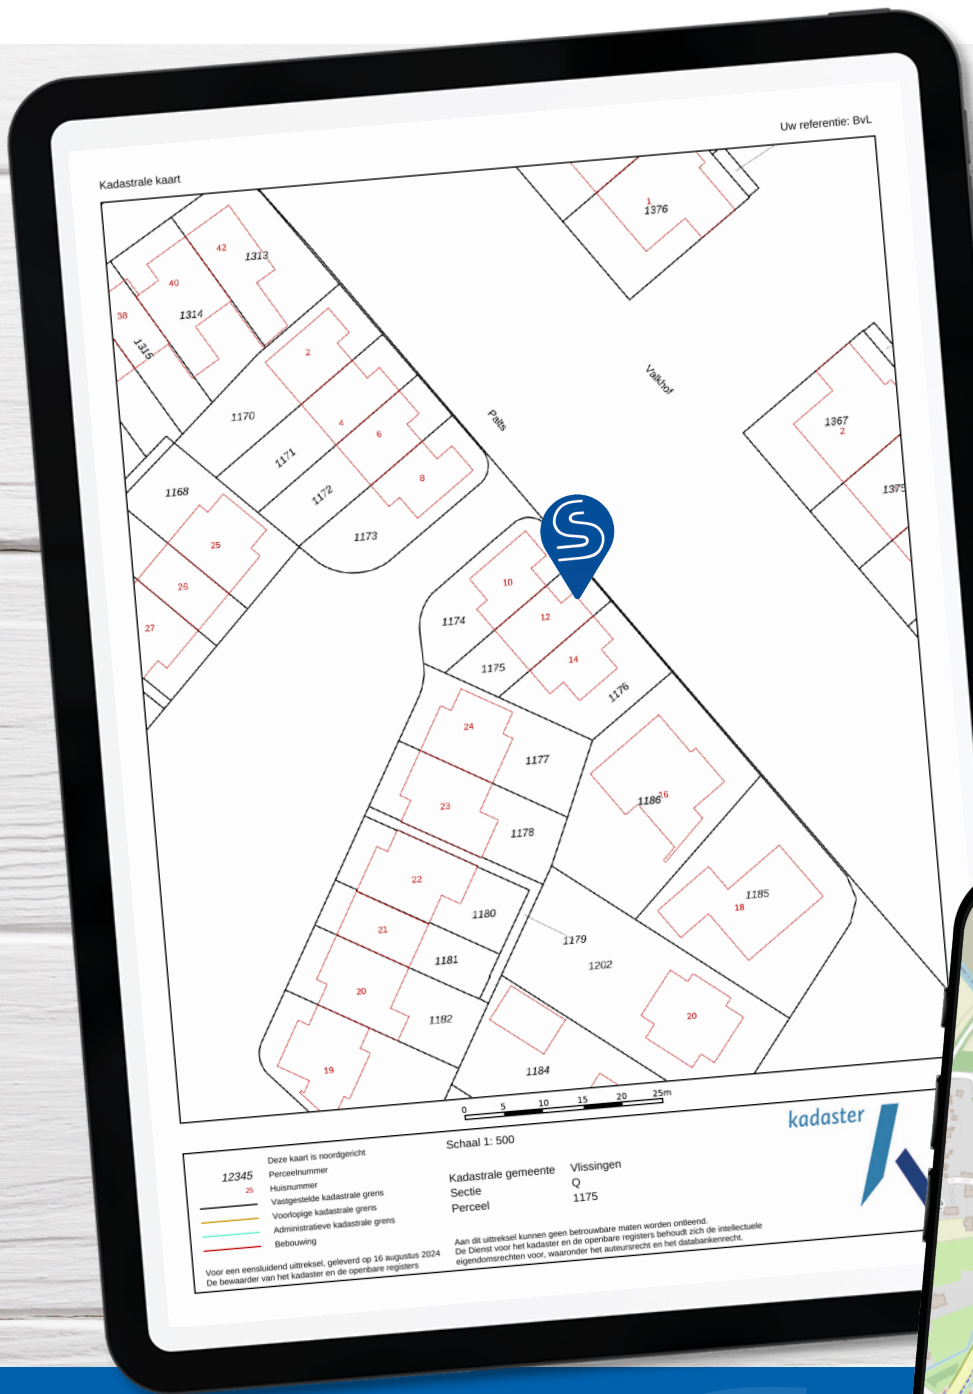 Uw referentie: BvL
Kadastrale kaart
1
1376
42
1313
40
1314
38
1315
2
Valkhof
1367
2
Palts
1170
4
6
1171
1172
8
1375
1168
1173
25
26
27
10
12
14
1174
1175
1176
24
1177
23
1178
1186
16
22
1180
1185
18
21
1181
1179
1202
20
1182
20
19
1184
0 5 10 15 20 25m
Schaal 1: 500
kadaster
Deze kaart is noordgericht
12345 Perceelnummer
25 Huisnummer
Vastgestelde kadastrale grens
Voorlopige kadastrale grens
Administratieve kadastrale grens
Bebouwing
Kadastrale gemeente Vlissingen
Sectie Q
Perceel 1175
Voor een eensluidend uittreksel, geleverd op 16 augustus 2024
De bewaarder van het kadaster en de openbare registers
Aan dit uittreksel kunnen geen betrouwbare maten worden ontleend.
De Dienst voor het kadaster en de openbare registers behoudt zich de intellectuele
eigendomsrechten voor, waaronder het auteursrecht en het databankenrecht.